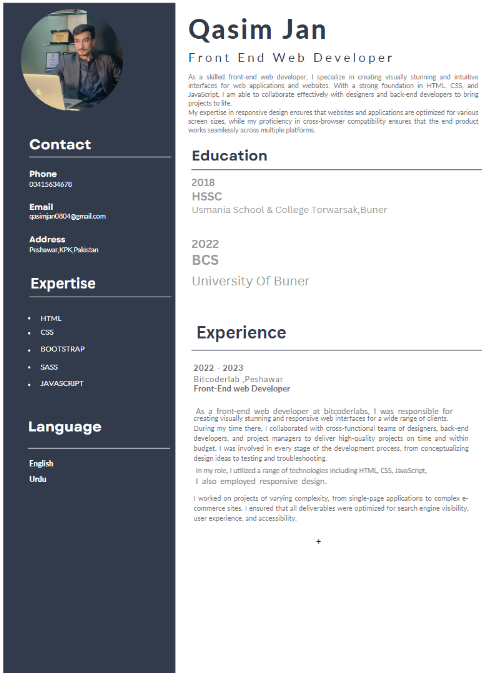 Qasim Jan
Front End Web Developer
As a skilled front-end web developer, I specialize in creating visually stunning and intuitive
interfaces for web applications and websites. With a strong foundation in HTML, CSS, and
JavaScript, I am able to collaborate effectively with designers and back-end developers to bring
projects to life.
My expertise in responsive design ensures that websites and applications are optimized for various
screen sizes, while my proficiency in cross-browser compatibility ensures that the end product
works seamlessly across multiple platforms.
Contact
Phone
03415634678
Email
qasimjan0804@gmail.com
Address
Peshawar,KPK,Pakistan
Expertise
HTML
CSS
BOOTSTRAP
SASS
JAVASCRIPT
Language
English
Urdu
Education
2018
HSSC
Usmania School & College Torwarsak,Buner
2022
BCS
University Of Buner
Experience
2022 - 2023
Bitcoderlab ,Peshawar
Front-End web Developer
As a front-end web developer at bitcoderlabs, I was responsible for
creating visually stunning and responsive web interfaces for a wide range of clients.
During my time there, I collaborated with cross-functional teams of designers, back-end
developers, and project managers to deliver high-quality projects on time and within
budget. I was involved in every stage of the development process, from conceptualizing
design ideas to testing and troubleshooting.
In my role, I utilized a range of technologies including HTML, CSS, JavaScript,
I also employed responsive design.
I worked on projects of varying complexity, from single-page applications to complex e-
commerce sites. I ensured that all deliverables were optimized for search engine visibility,
user experience, and accessibility.
+